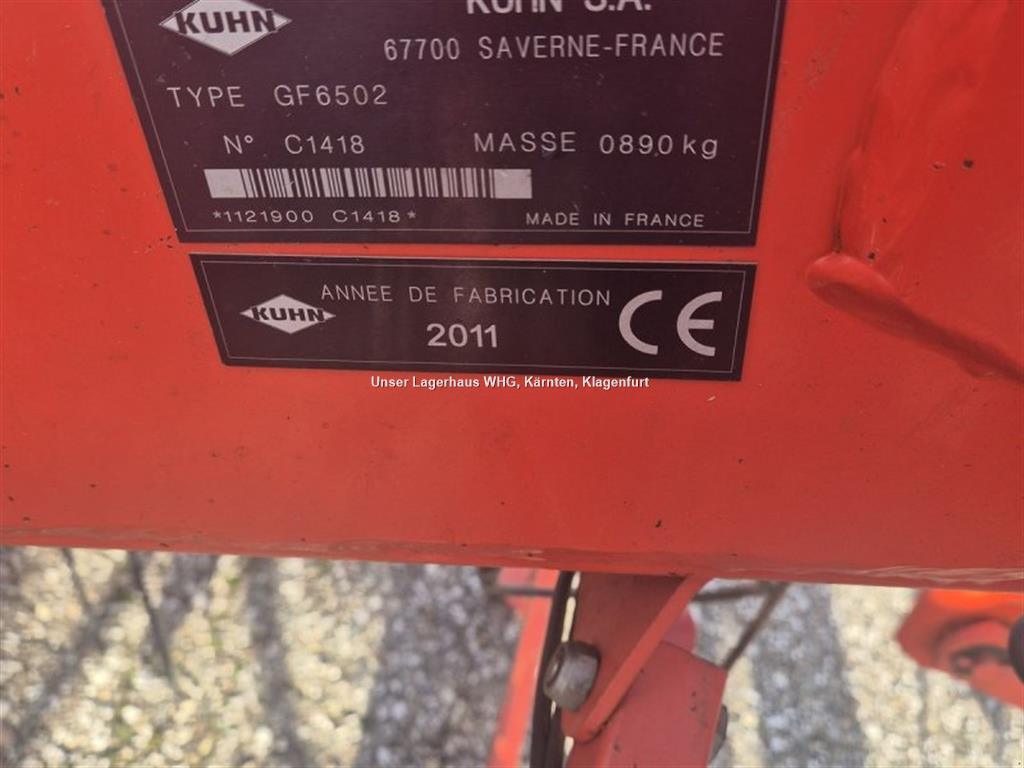 KUHN
KUHN S.A.
67700 SAVERNE-FRANCE
TYPE GF6502
N° C1418 MASSE 0890 kg
*1121900 C1418*
MADE IN FRANCE
KUHN
ANNEE DE FABRICATION
2011
CE
Unser Lagerhaus WHG, Kärnten, Klagenfurt